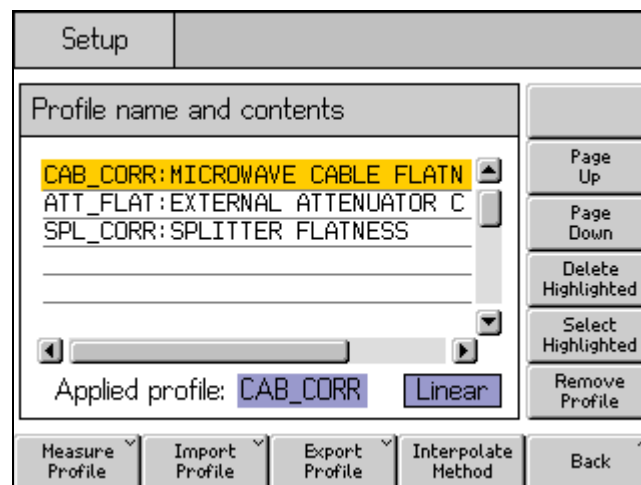 Setup
Profile name and contents
CAB_CORR:MICROWAVE CABLE FLATN
ATT_FLAT:EXTERNAL ATTENUATOR C
SPL_CORR:SPLITTER FLATNESS
Applied profile: CAB_CORR Linear
Page
Up
Page
Down
Delete
Highlighted
Select
Highlighted
Remove
Profile
Measure
Profile
Import
Profile
Export
Profile
Interpolate
Method
Back